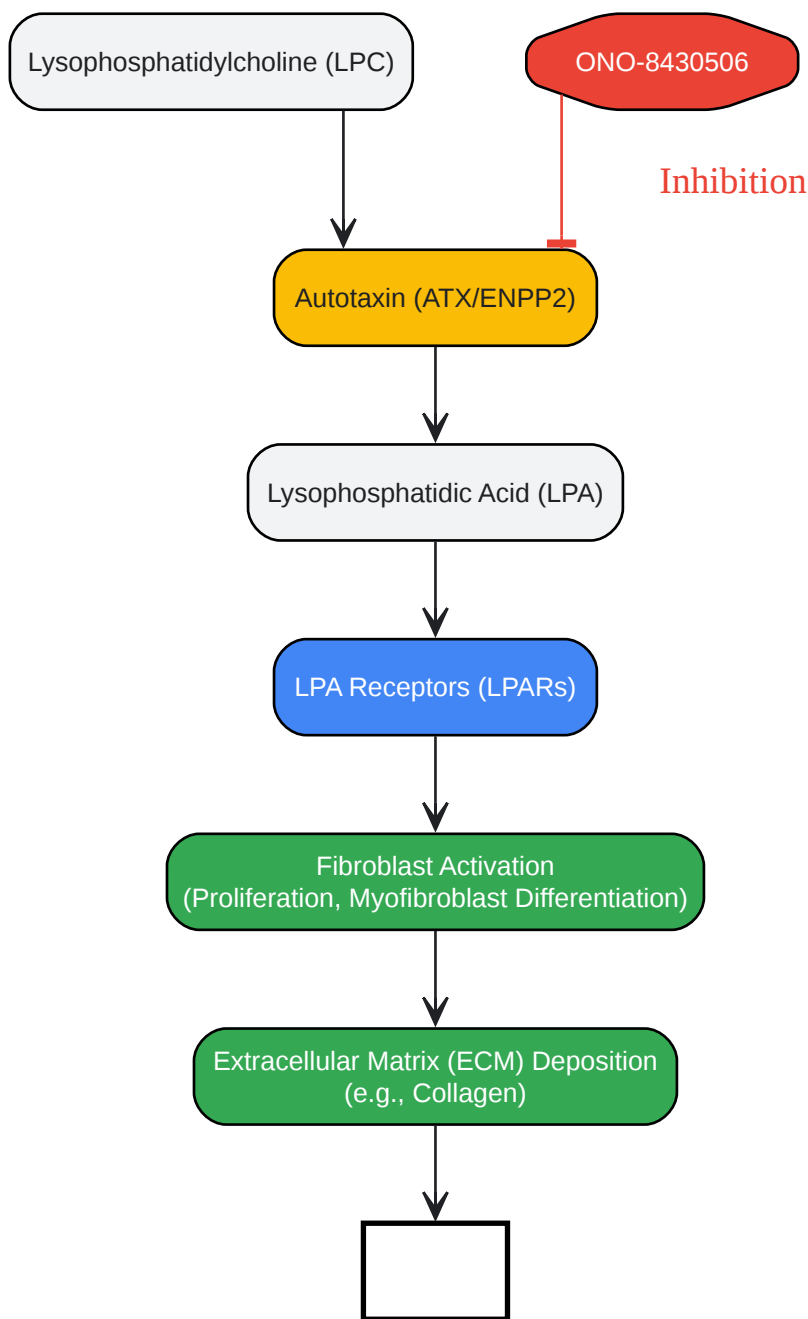 Lysophosphatidylcholine (LPC)
ONO-8430506
Inhibition
Autotaxin (ATX/ENPP2)
Lysophosphatidic Acid (LPA)
LPA Receptors (LPARs)
Fibroblast Activation
(Proliferation, Myofibroblast Differentiation)
Extracellular Matrix (ECM) Deposition
(e.g., Collagen)